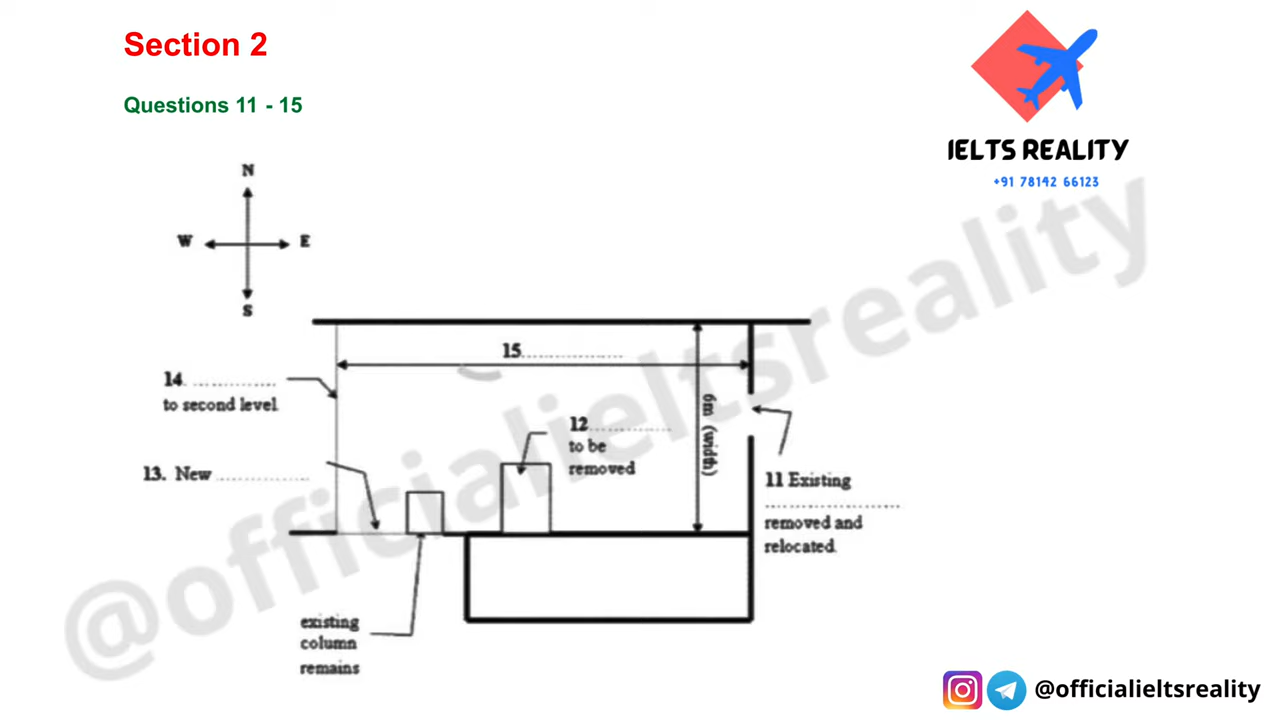 Section 2
IELTS REALITY
+91 78142 66123
Questions 11 - 15
N
W E
S
15..................
14. ..................
to second level.
6m (width)
12..................
to be
removed
13. New ..................
11 Existing
..................
removed and
relocated.
existing
column
remains
@officialieltsreality
@officialieltsreality